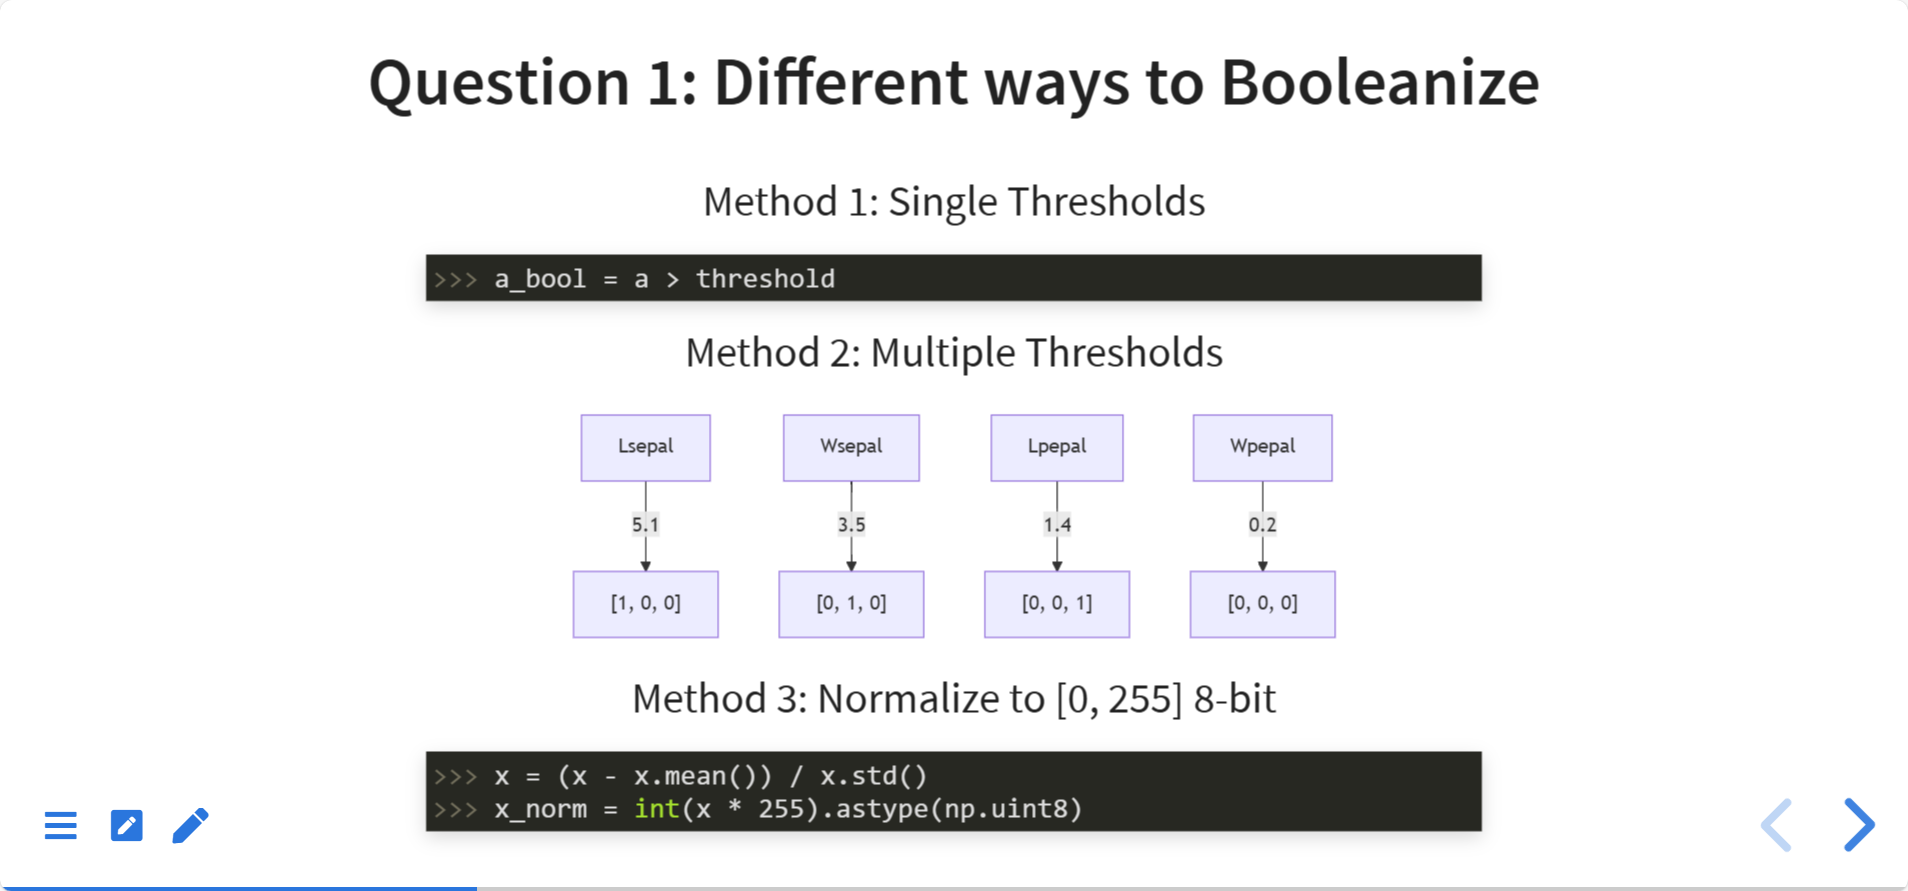 Question 1: Different ways to Booleanize
Method 1: Single Thresholds
>>> a_bool = a > threshold
Method 2: Multiple Thresholds
Lsepal
Wsepal
Lpepal
Wpepal
5.1
3.5
1.4
0.2
[1, 0, 0]
[0, 1, 0]
[0, 0, 1]
[0, 0, 0]
Method 3: Normalize to [0, 255] 8-bit
>>> x = (x - x.mean()) / x.std()
>>> x_norm = int(x * 255).astype(np.uint8)